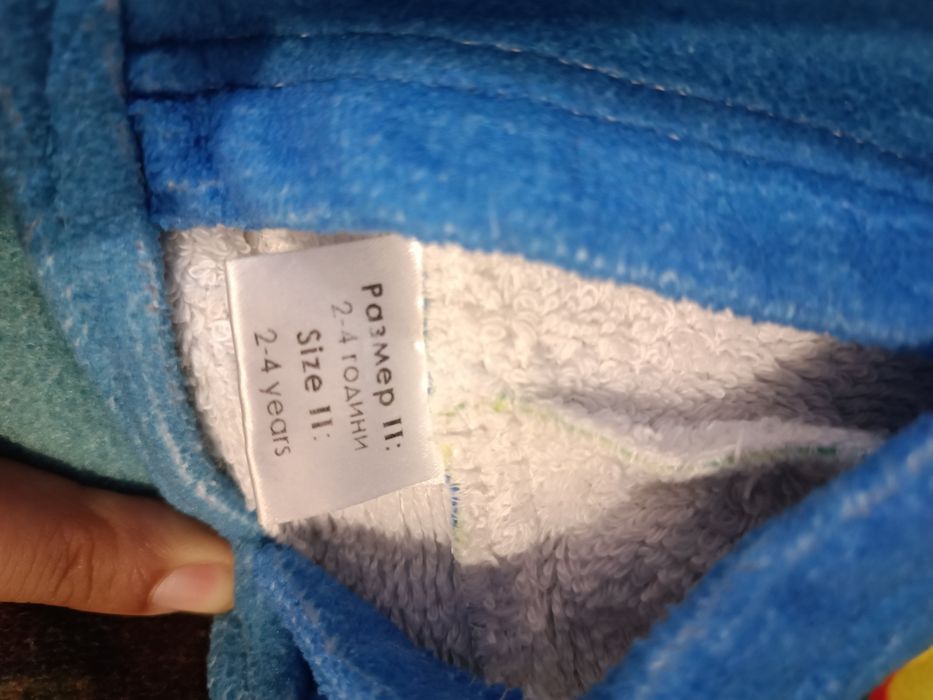 Размер II:
2-4 години
Size II:
2-4 years